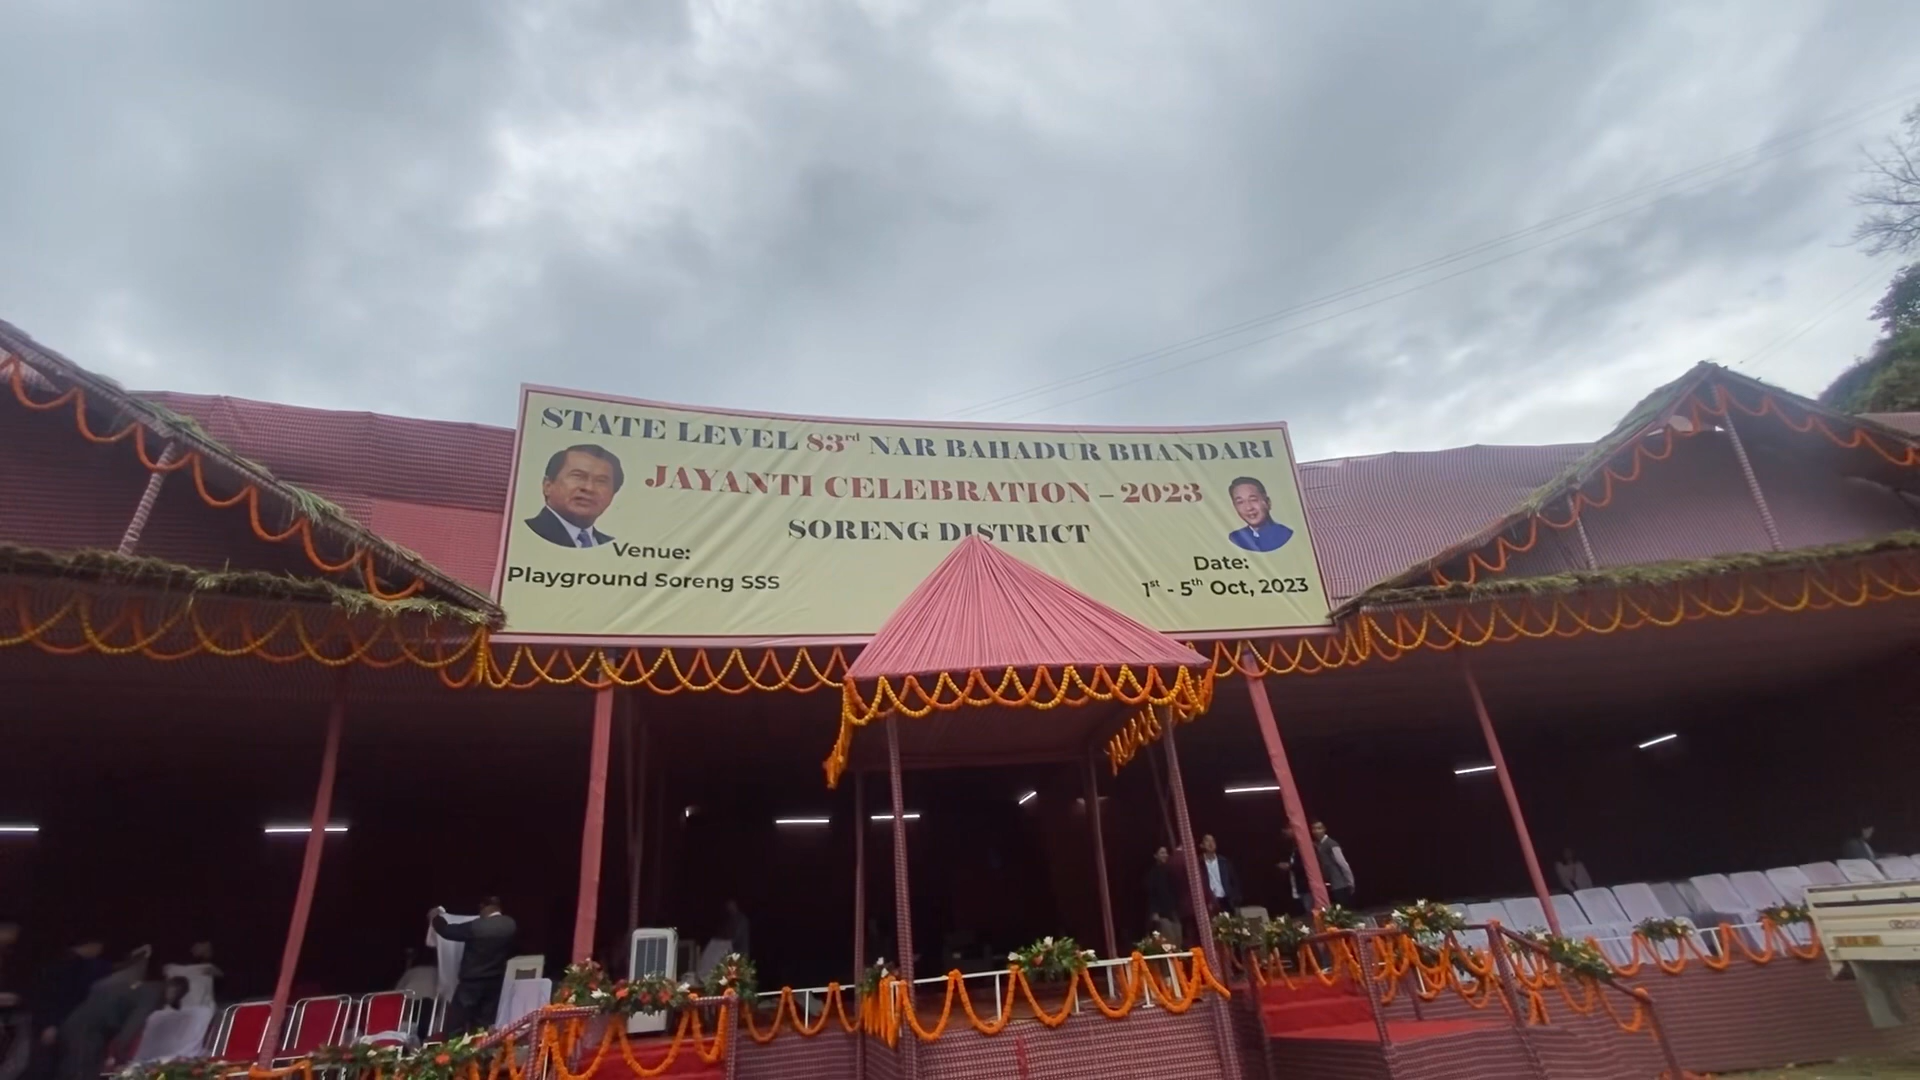 STATE LEVEL 83rd NAR BAHADUR BHANDARI
JAYANTI CELEBRATION – 2023
SORENG DISTRICT
Venue:
Playground Soreng SSS
Date:
1st - 5th Oct, 2023